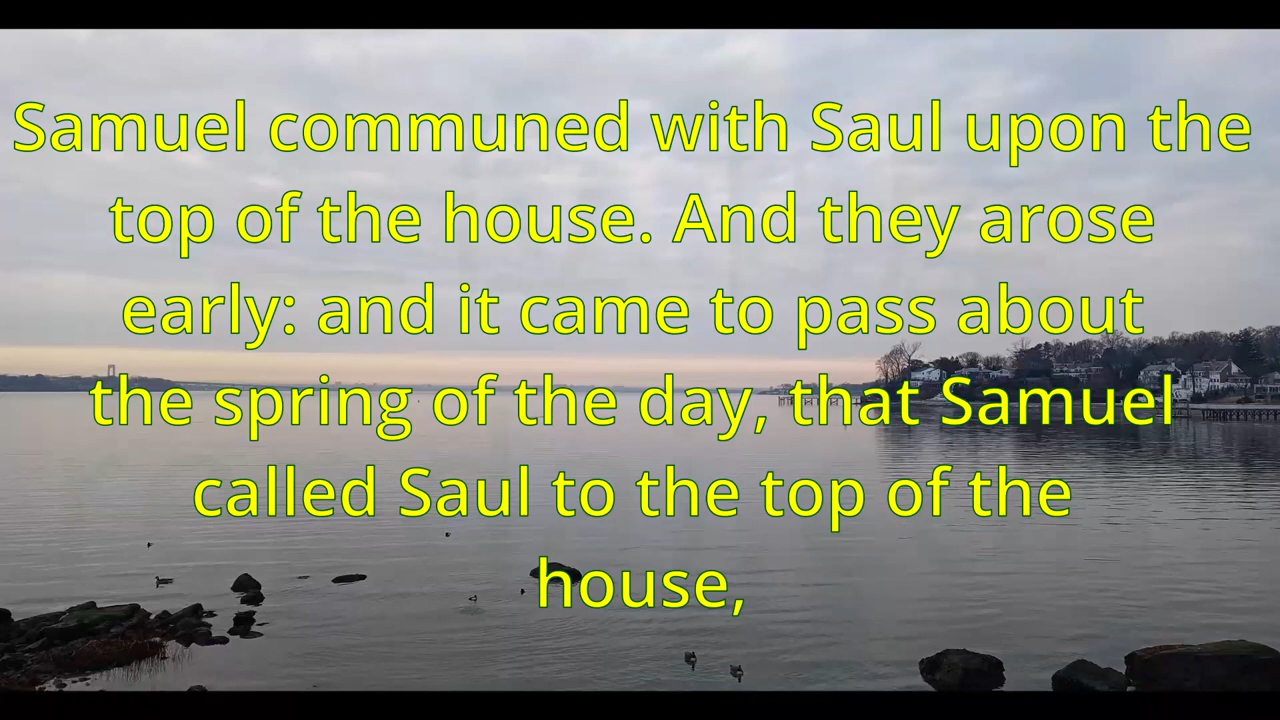 Samuel communed with Saul upon the
top of the house. And they arose
early: and it came to pass about
the spring of the day, that Samuel
called Saul to the top of the
house,